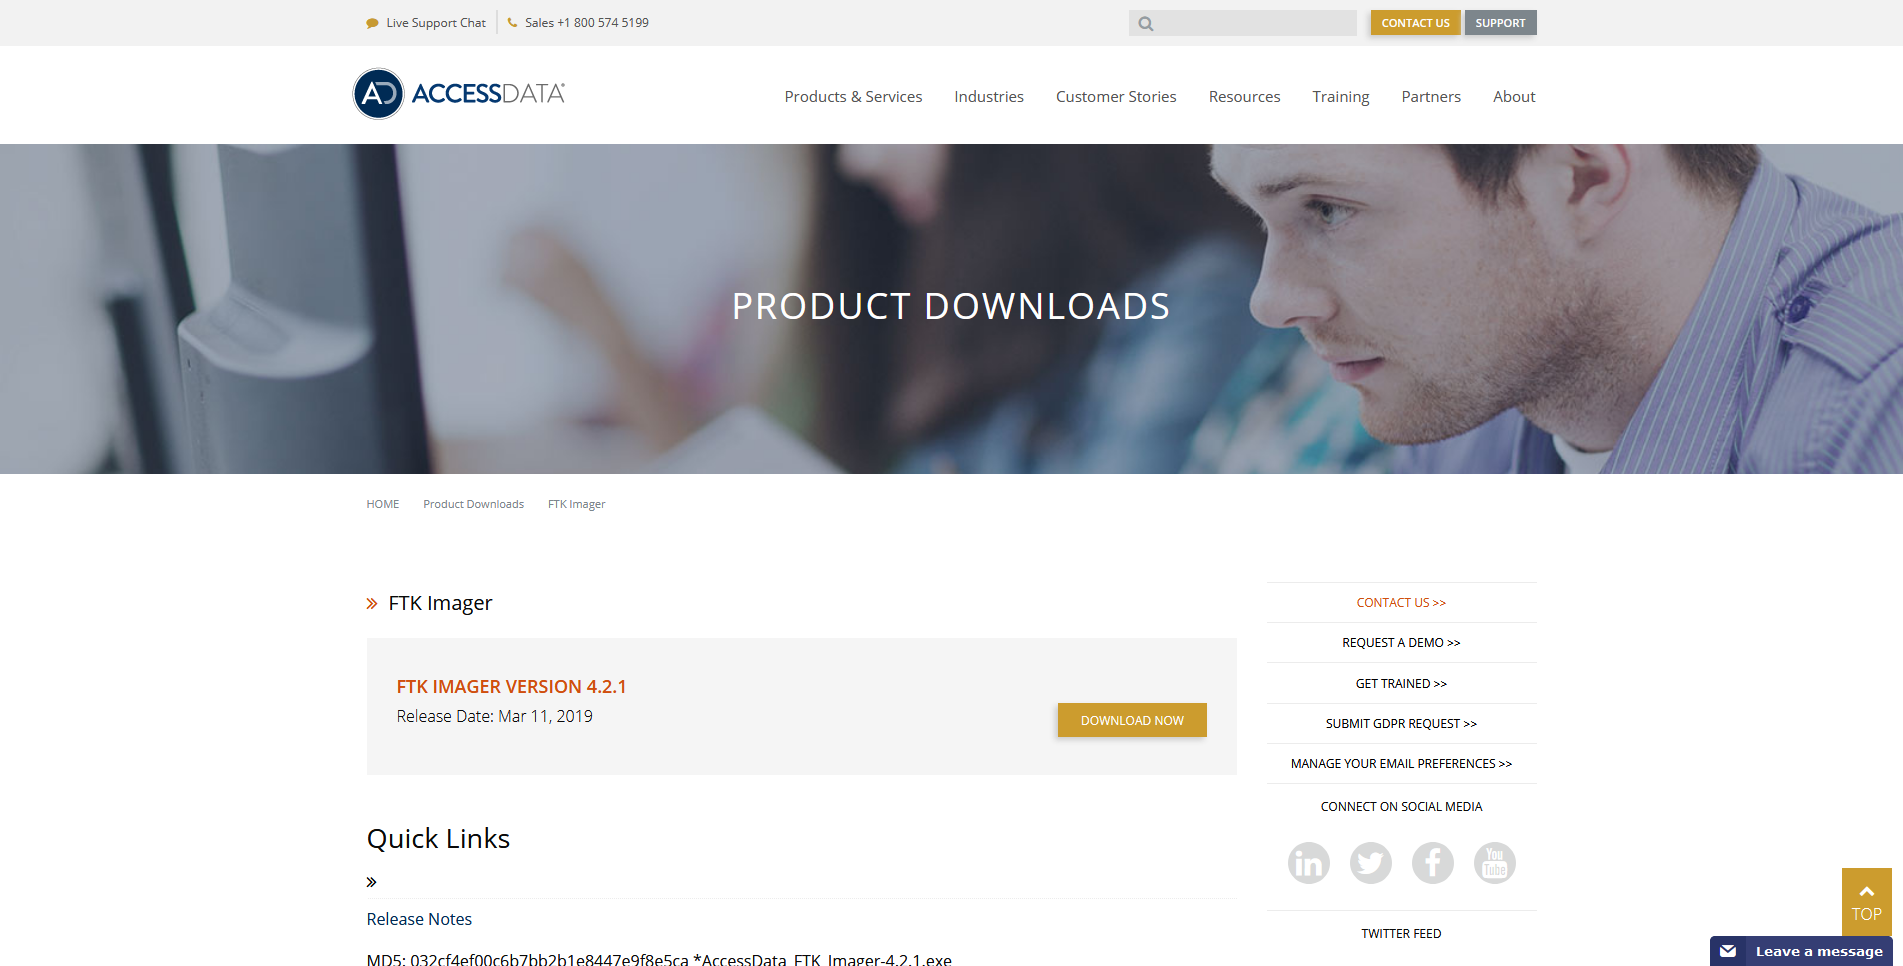 Live Support Chat
Sales +1 800 574 5199
CONTACT US
SUPPORT
AD ACCESSDATA®
Products & Services
Industries
Customer Stories
Resources
Training
Partners
About
PRODUCT DOWNLOADS
HOME
Product Downloads
FTK Imager
» FTK Imager
FTK IMAGER VERSION 4.2.1
Release Date: Mar 11, 2019
DOWNLOAD NOW
Quick Links
»
Release Notes
MD5: 032cf4ef00c6b7bb2b1e8447e9f8e5ca *AccessData_FTK_Imager-4.2.1.exe
CONTACT US >>
REQUEST A DEMO >>
GET TRAINED >>
SUBMIT GDPR REQUEST >>
MANAGE YOUR EMAIL PREFERENCES >>
CONNECT ON SOCIAL MEDIA
in
f
You
Tube
TWITTER FEED
TOP
Leave a message